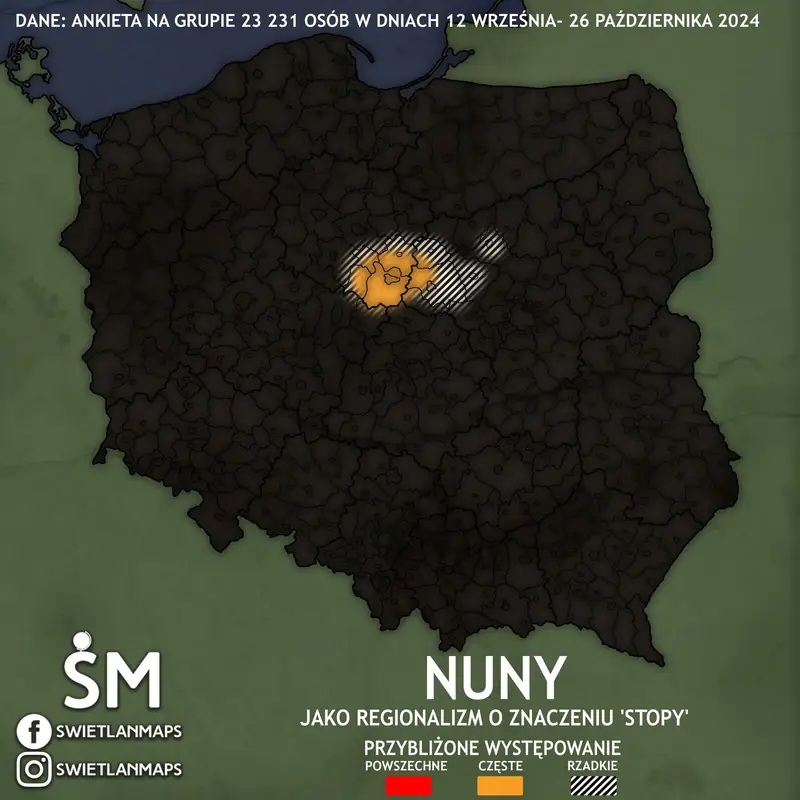 DANE: ANKIETA NA GRUPIE 23 231 OSÓB W DNIACH 12 WRZEŚNIA- 26 PAŹDZIERNIKA 2024
ŚM
SWIETLANMAPS
SWIETLANMAPS
NUNY
JAKO REGIONALIZM O ZNACZENIU 'STOPY'
PRZYBLIŻONE WYSTĘPOWANIE
POWSZECHNE CZĘSTE RZADKIE